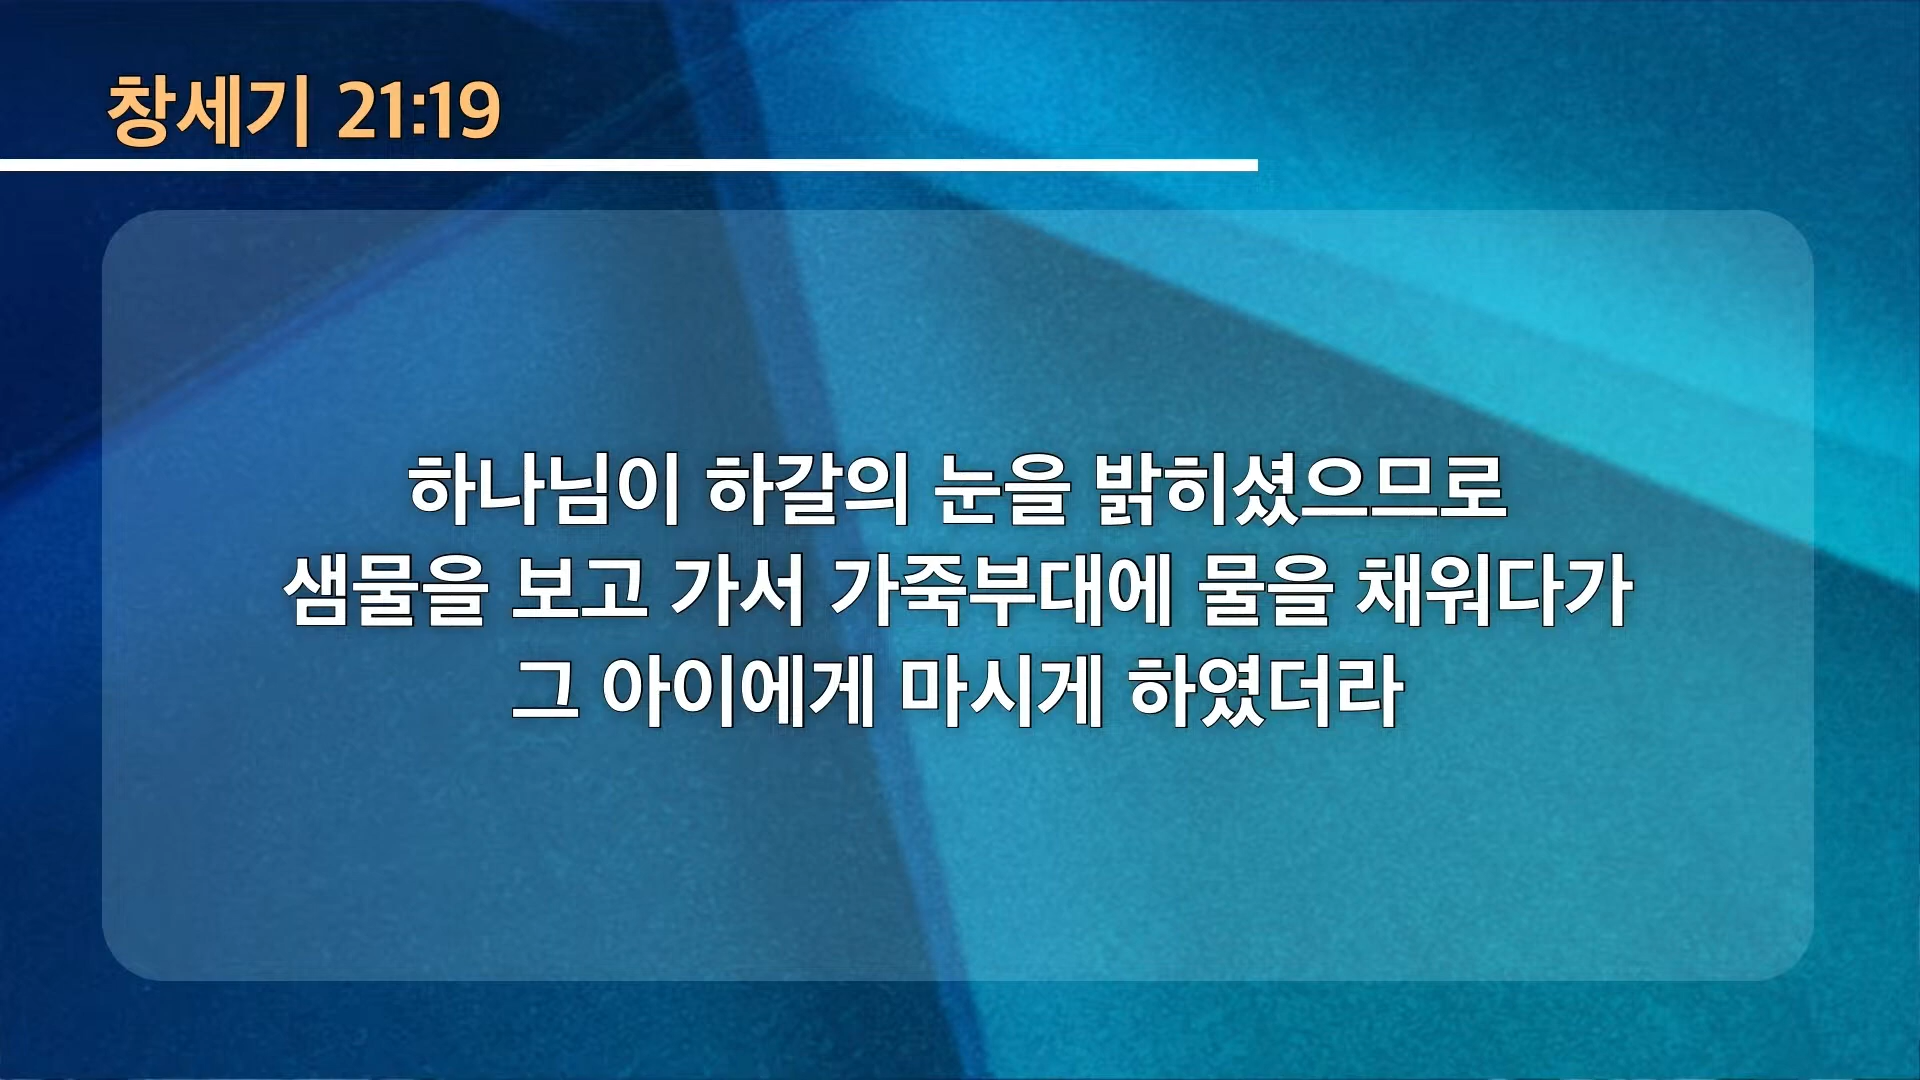 창세기 21:19
하나님이 하갈의 눈을 밝히셨으므로
샘물을 보고 가서 가죽부대에 물을 채워다가
그 아이에게 마시게 하였더라